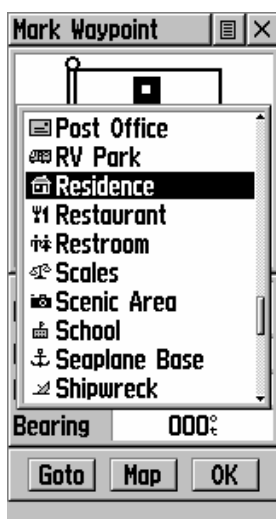 Mark Waypoint
Post Office
RV Park
Residence
Restaurant
Restroom
Scales
Scenic Area
School
Seaplane Base
Shipwreck
Bearing 000°t
Goto Map OK